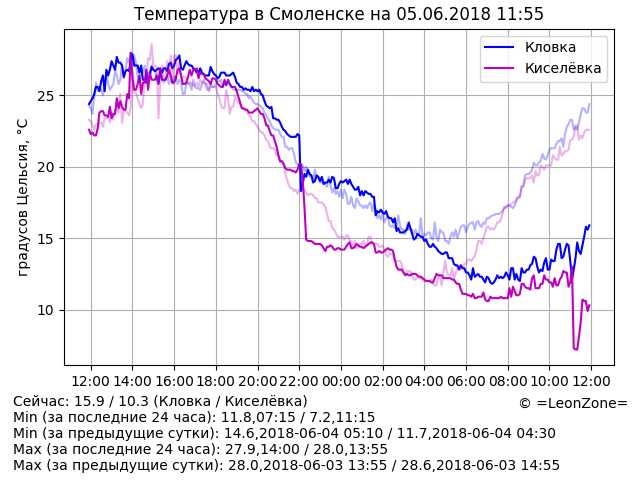 Температура в Смоленске на 05.06.2018 11:55
Кловка
Киселёвка
градусов Цельсия, °C
25
20
15
10
12:00 14:00 16:00 18:00 20:00 22:00 00:00 02:00 04:00 06:00 08:00 10:00 12:00
Сейчас: 15.9 / 10.3 (Кловка / Киселёвка)
© =LeonZone=
Min (за последние 24 часа): 11.8,07:15 / 7.2,11:15
Min (за предыдущие сутки): 14.6,2018-06-04 05:10 / 11.7,2018-06-04 04:30
Max (за последние 24 часа): 27.9,14:00 / 28.0,13:55
Max (за предыдущие сутки): 28.0,2018-06-03 13:55 / 28.6,2018-06-03 14:55